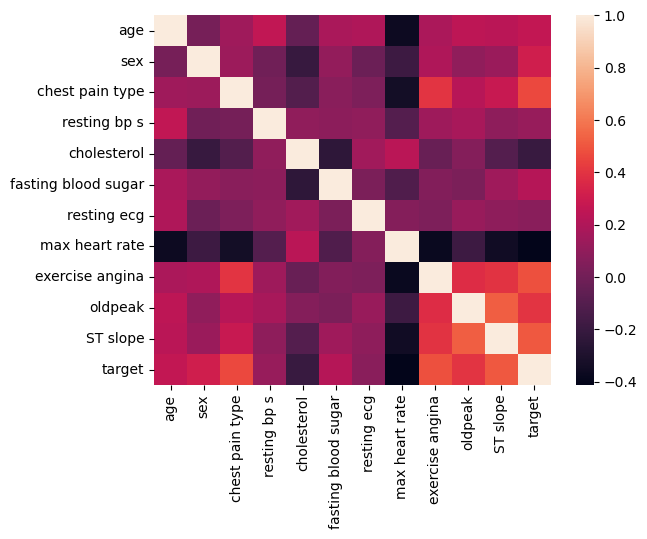 age
sex
chest pain type
resting bp s
cholesterol
fasting blood sugar
resting ecg
max heart rate
exercise angina
oldpeak
ST slope
target
age
sex
chest pain type
resting bp s
cholesterol
fasting blood sugar
resting ecg
max heart rate
exercise angina
oldpeak
ST slope
target
1.0
0.8
0.6
0.4
0.2
0.0
−0.2
−0.4